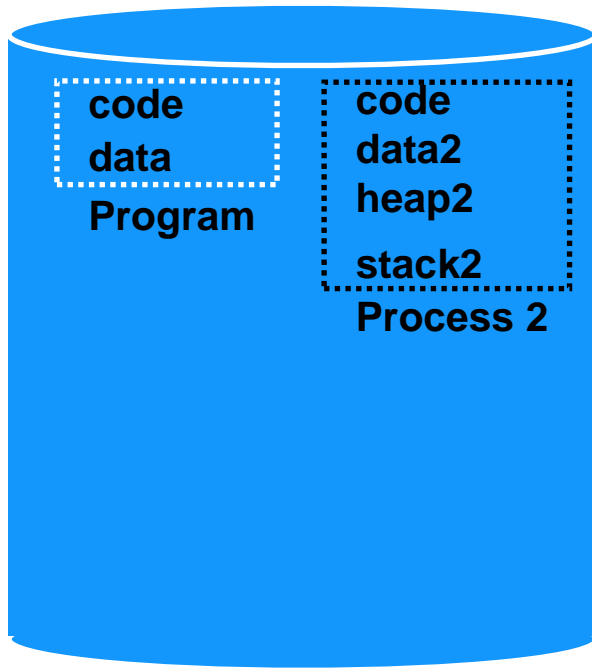 code
data
Program
code
data2
heap2
stack2
Process 2